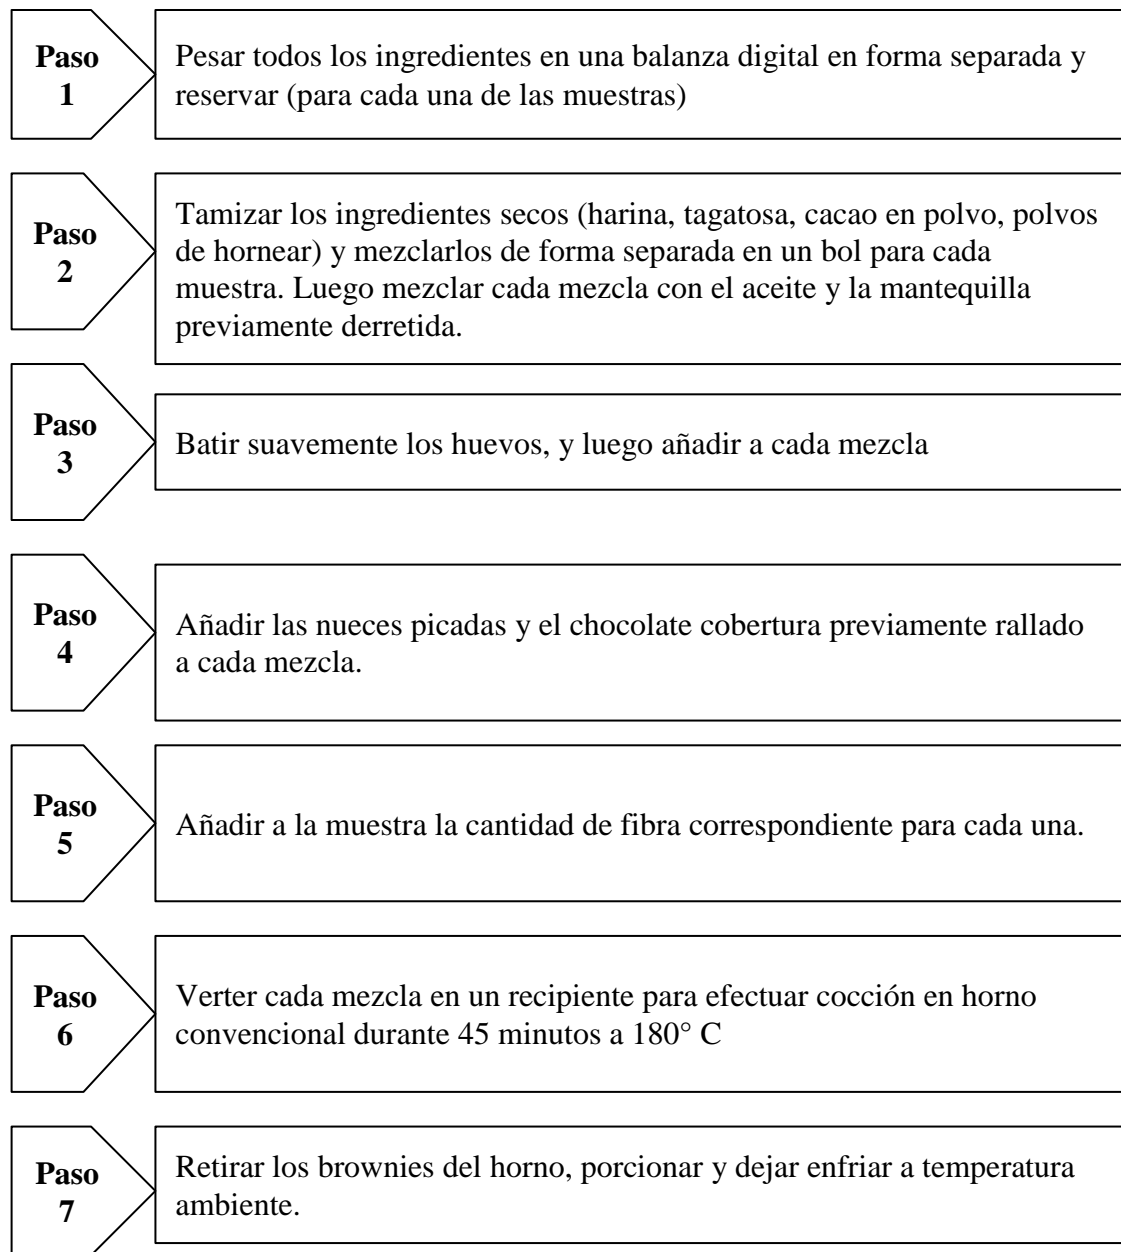 Paso
1
Pesar todos los ingredientes en una balanza digital en forma separada y
reservar (para cada una de las muestras)
Paso
2
Tamizar los ingredientes secos (harina, tagatosa, cacao en polvo, polvos
de hornear) y mezclarlos de forma separada en un bol para cada
muestra. Luego mezclar cada mezcla con el aceite y la mantequilla
previamente derretida.
Paso
3
Batir suavemente los huevos, y luego añadir a cada mezcla
Paso
4
Añadir las nueces picadas y el chocolate cobertura previamente rallado
a cada mezcla.
Paso
5
Añadir a la muestra la cantidad de fibra correspondiente para cada una.
Paso
6
Verter cada mezcla en un recipiente para efectuar cocción en horno
convencional durante 45 minutos a 180° C
Paso
7
Retirar los brownies del horno, porcionar y dejar enfriar a temperatura
ambiente.